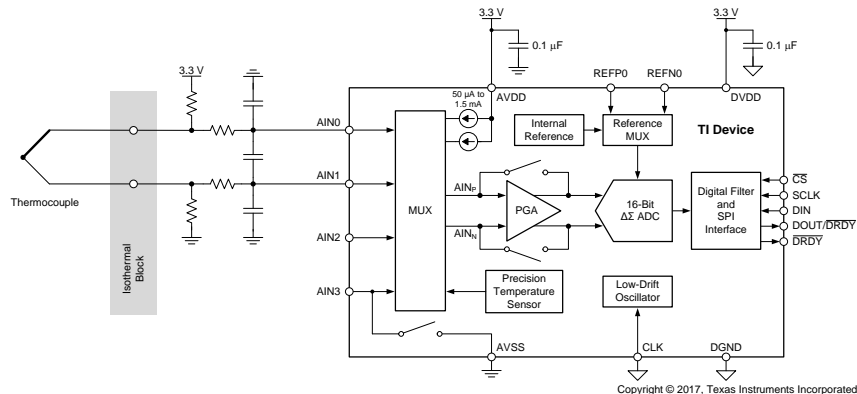 3.3 V
0.1 μF
3.3 V
0.1 μF
3.3 V
50 μA to
1.5 mA
AVDD
REFP0
REFN0
DVDD
Internal
Reference
Reference
MUX
TI Device
AIN0
AIN1
AIN2
AIN3
MUX
AINP
AINN
PGA
16-Bit
ΔΣ ADC
Digital Filter
and
SPI
Interface
CS
SCLK
DIN
DOUT/DRDY
DRDY
Thermocouple
Isothermal
Block
Precision
Temperature
Sensor
Low-Drift
Oscillator
AVSS
CLK
DGND
Copyright © 2017, Texas Instruments Incorporated